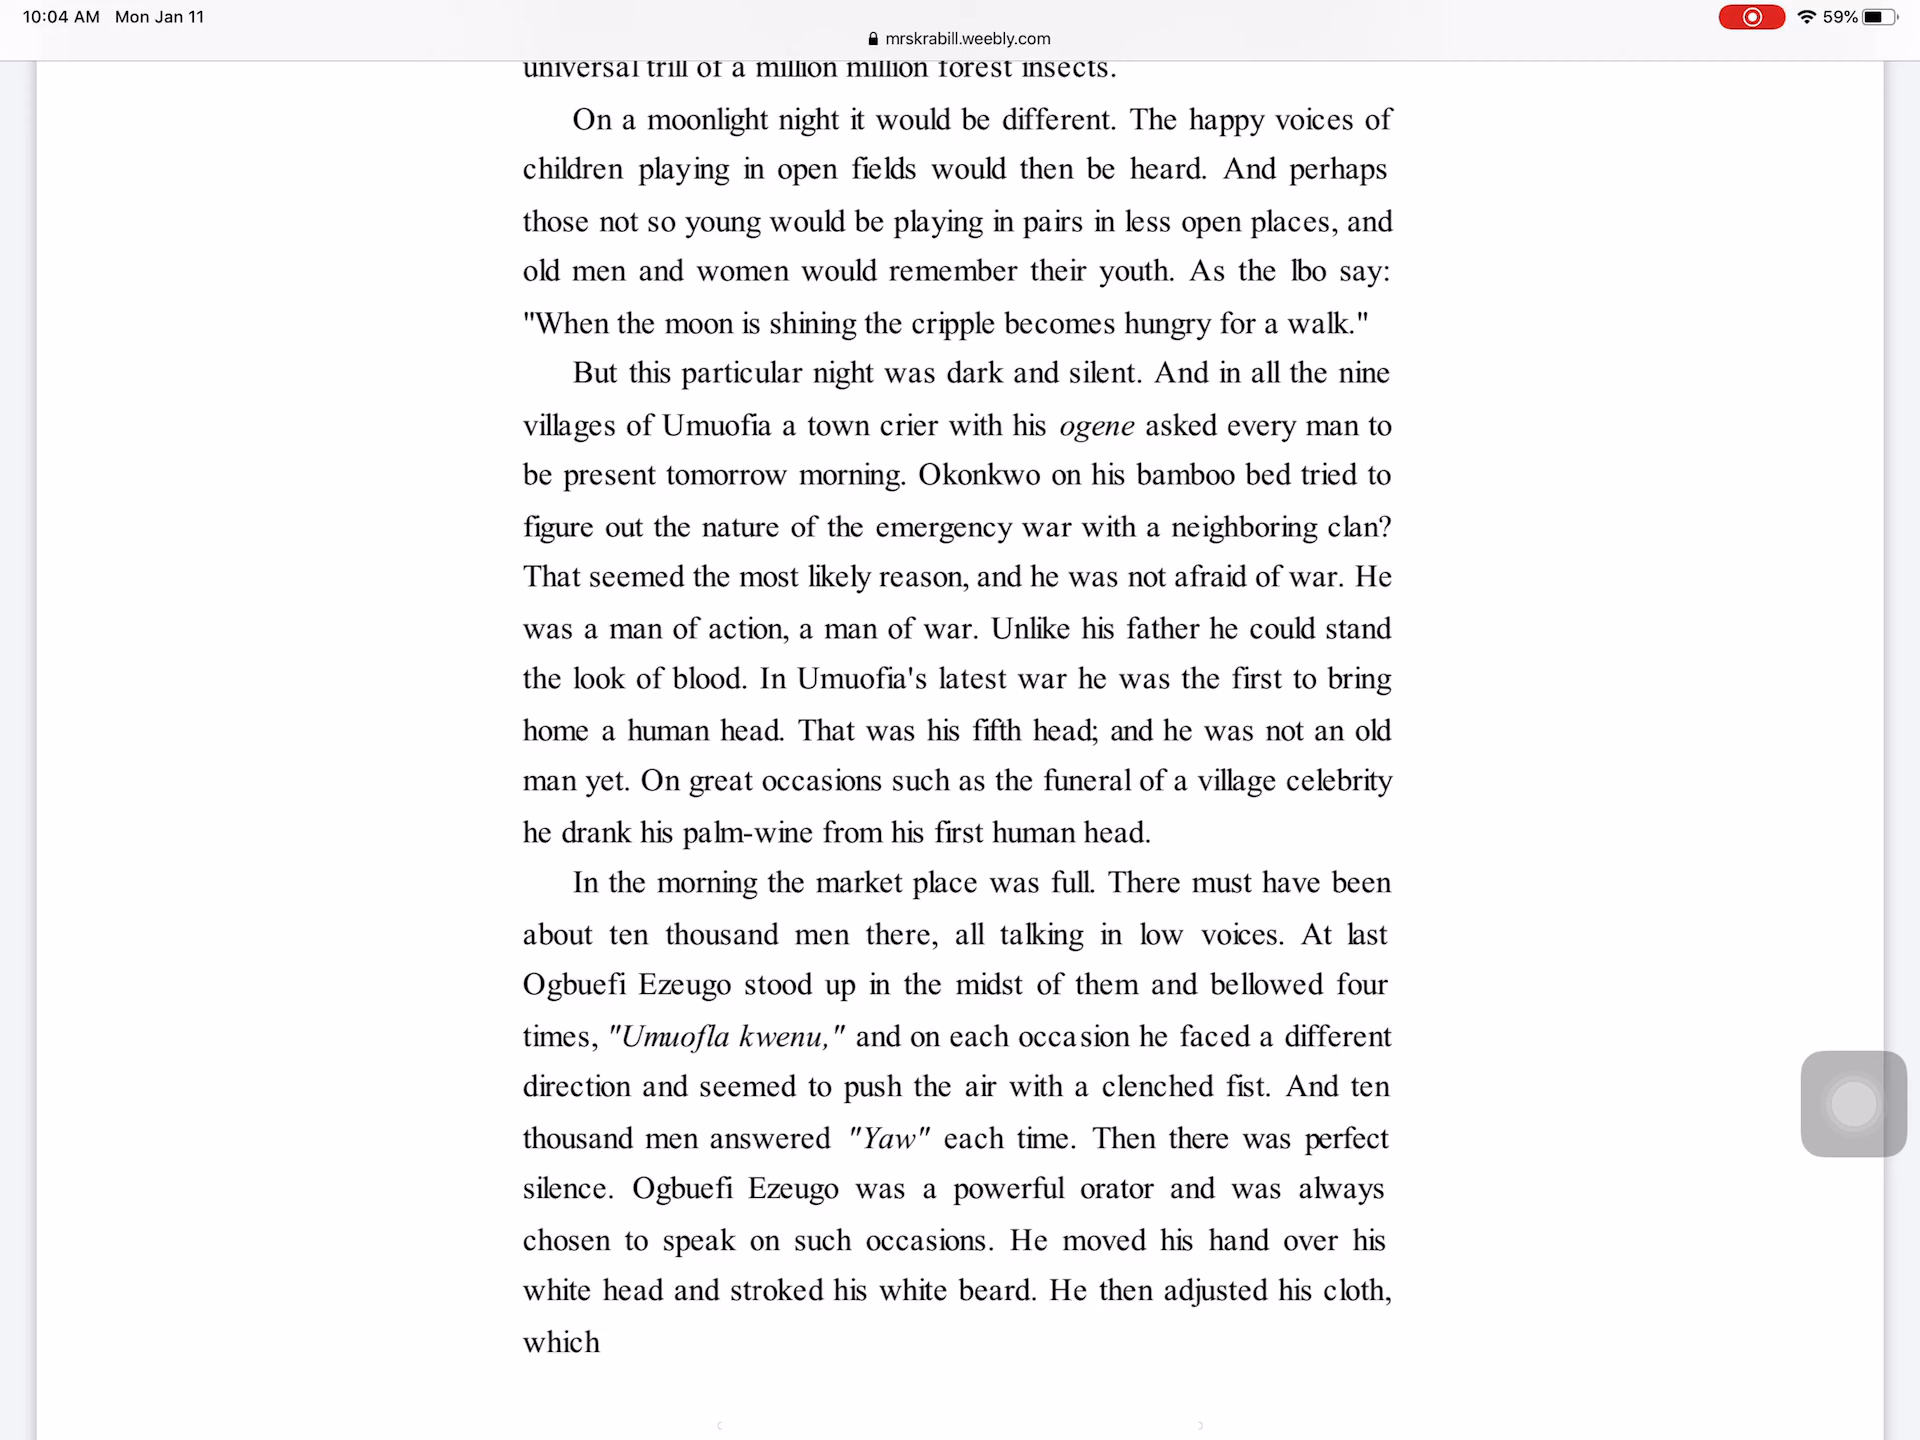 10:04 AM Mon Jan 11
59%
mrskrabill.weebly.com
universal trill of a million million forest insects.
On a moonlight night it would be different. The happy voices of
children playing in open fields would then be heard. And perhaps
those not so young would be playing in pairs in less open places, and
old men and women would remember their youth. As the lbo say:
"When the moon is shining the cripple becomes hungry for a walk."
But this particular night was dark and silent. And in all the nine
villages of Umuofia a town crier with his ogene asked every man to
be present tomorrow morning. Okonkwo on his bamboo bed tried to
figure out the nature of the emergency war with a neighboring clan?
That seemed the most likely reason, and he was not afraid of war. He
was a man of action, a man of war. Unlike his father he could stand
the look of blood. In Umuofia's latest war he was the first to bring
home a human head. That was his fifth head; and he was not an old
man yet. On great occasions such as the funeral of a village celebrity
he drank his palm-wine from his first human head.
In the morning the market place was full. There must have been
about ten thousand men there, all talking in low voices. At last
Ogbuefi Ezeugo stood up in the midst of them and bellowed four
times, "Umuofla kwenu," and on each occasion he faced a different
direction and seemed to push the air with a clenched fist. And ten
thousand men answered "Yaw" each time. Then there was perfect
silence. Ogbuefi Ezeugo was a powerful orator and was always
chosen to speak on such occasions. He moved his hand over his
white head and stroked his white beard. He then adjusted his cloth,
which